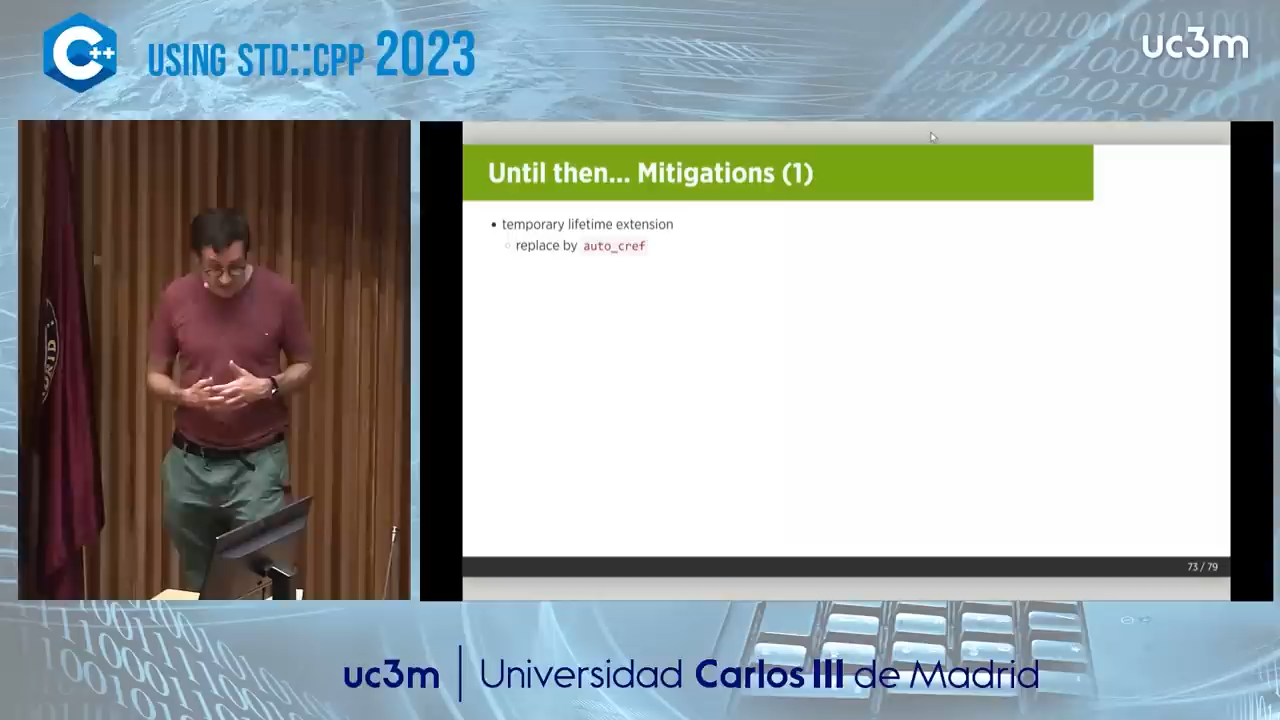 C++
USING STD::CPP 2023
uc3m
Until then... Mitigations (1)
• temporary lifetime extension
○ replace by auto_cref
73 / 79
uc3m | Universidad Carlos III de Madrid